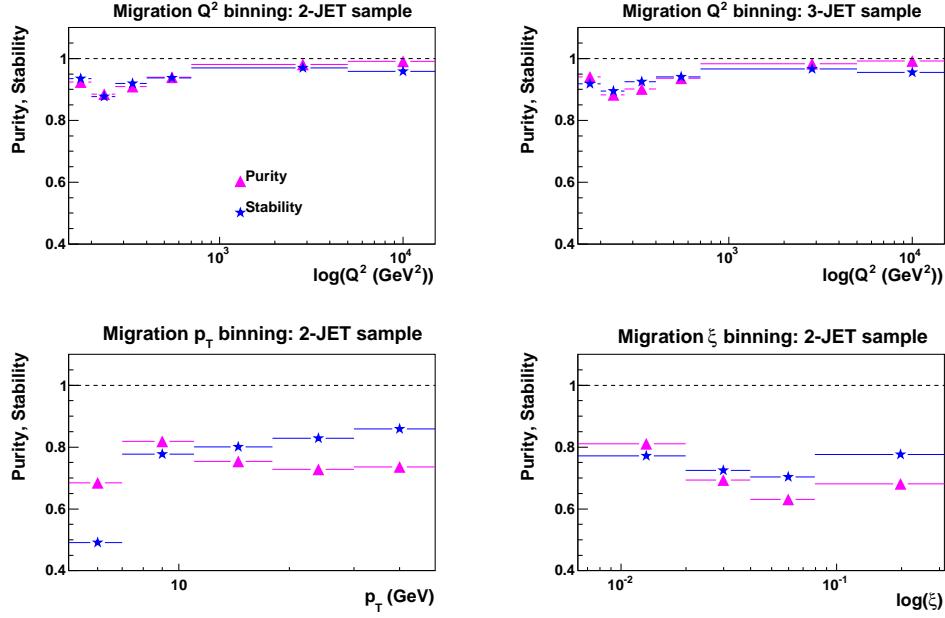 Migration Q² binning: 2-JET sample
Purity, Stability
1
0.8
0.6
0.4
Purity
Stability
10³
10⁴
log(Q² (GeV²))
Migration Q² binning: 3-JET sample
Purity, Stability
1
0.8
0.6
0.4
10³
10⁴
log(Q² (GeV²))
Migration p_T binning: 2-JET sample
Purity, Stability
1
0.8
0.6
0.4
10
p_T (GeV)
Migration ξ binning: 2-JET sample
Purity, Stability
1
0.8
0.6
0.4
10⁻²
10⁻¹
log(ξ)